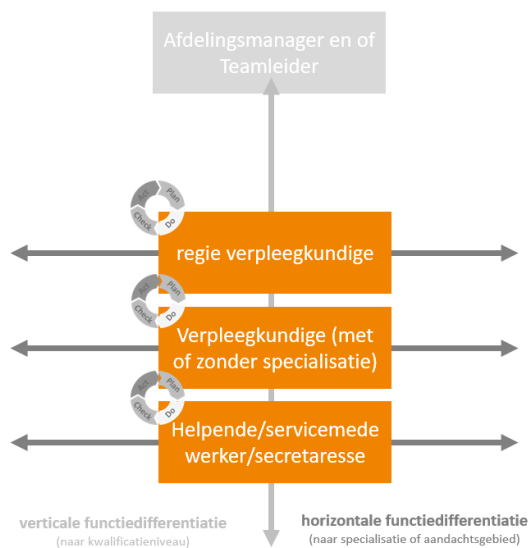 Afdelingsmanager en of
Teamleider
Act
Plan
Check
Do
regie verpleegkundige
Act
Plan
Check
Do
Verpleegkundige (met
of zonder specialisatie)
Act
Plan
Check
Do
Helpende/servicemede
werker/secretaresse
verticale functiedifferentiatie
(naar kwalificatieniveau)
horizontale functiedifferentiatie
(naar specialisatie of aandachtsgebied)